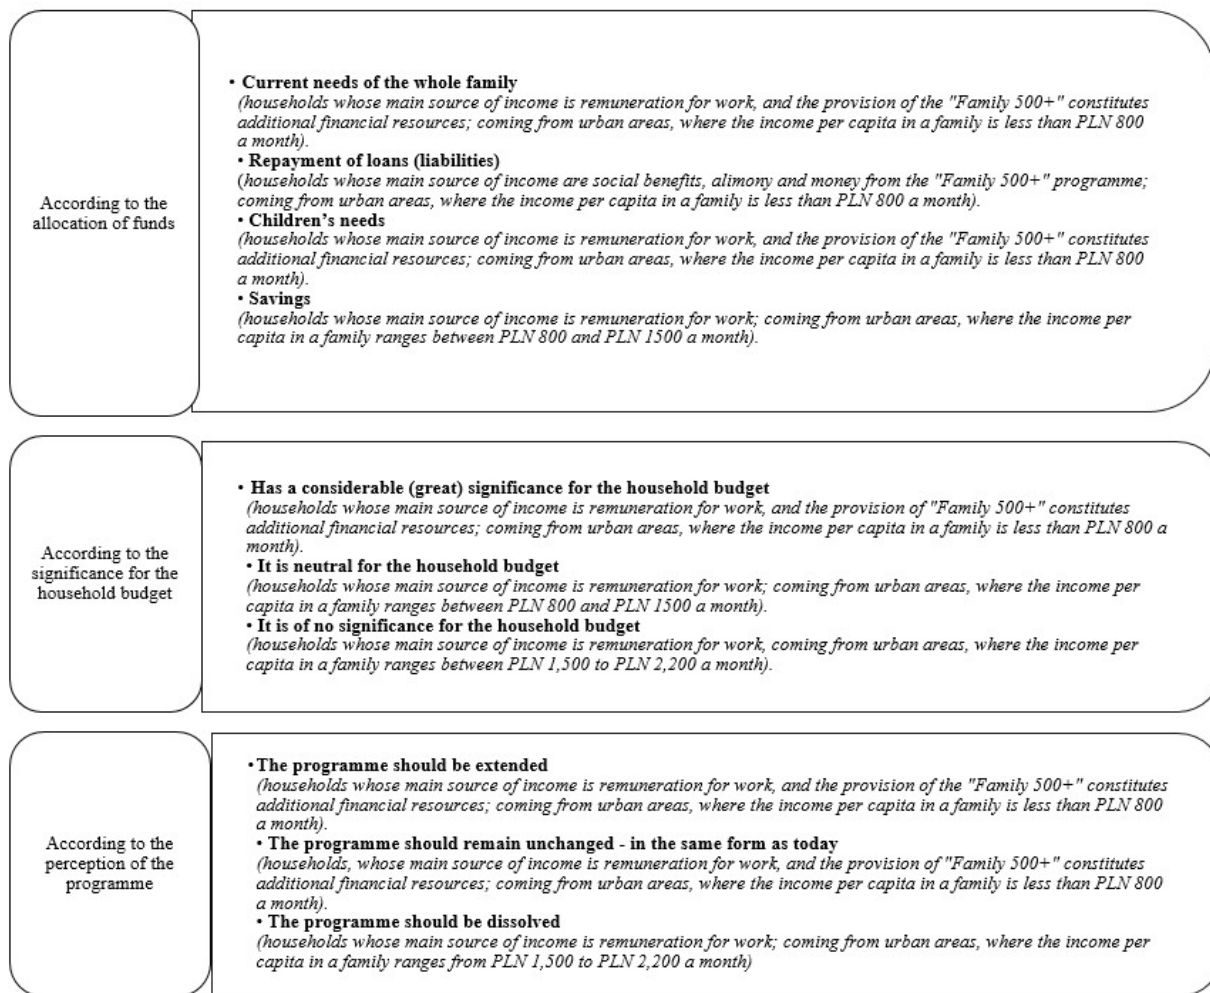 According to the
allocation of funds
• Current needs of the whole family
(households whose main source of income is remuneration for work, and the provision of the "Family 500+" constitutes
additional financial resources; coming from urban areas, where the income per capita in a family is less than PLN 800
a month).
• Repayment of loans (liabilities)
(households whose main source of income are social benefits, alimony and money from the "Family 500+" programme;
coming from urban areas, where the income per capita in a family is less than PLN 800 a month).
• Children's needs
(households whose main source of income is remuneration for work, and the provision of the "Family 500+" constitutes
additional financial resources; coming from urban areas, where the income per capita in a family is less than PLN 800
a month).
• Savings
(households whose main source of income is remuneration for work; coming from urban areas, where the income per
capita in a family ranges between PLN 800 and PLN 1500 a month).
According to the
significance for the
household budget
• Has a considerable (great) significance for the household budget
(households whose main source of income is remuneration for work, and the provision of "Family 500+" constitutes
additional financial resources; coming from urban areas, where the income per capita in a family is less than PLN 800 a
month).
• It is neutral for the household budget
(households whose main source of income is remuneration for work; coming from urban areas, where the income per
capita in a family ranges between PLN 800 and PLN 1500 a month).
• It is of no significance for the household budget
(households whose main source of income is remuneration for work, coming from urban areas, where the income per
capita in a family ranges between PLN 1,500 to PLN 2,200 a month).
According to the
perception of the
programme
• The programme should be extended
(households whose main source of income is remuneration for work, and the provision of the "Family 500+" constitutes
additional financial resources; coming from urban areas, where the income per capita in a family is less than PLN 800
a month).
• The programme should remain unchanged - in the same form as today
(households, whose main source of income is remuneration for work, and the provision of "Family 500+" constitutes
additional financial resources; coming from urban areas, where the income per capita in a family is less than PLN 800
a month).
• The programme should be dissolved
(households whose main source of income is remuneration for work; coming from urban areas, where the income per
capita in a family ranges from PLN 1,500 to PLN 2,200 a month)